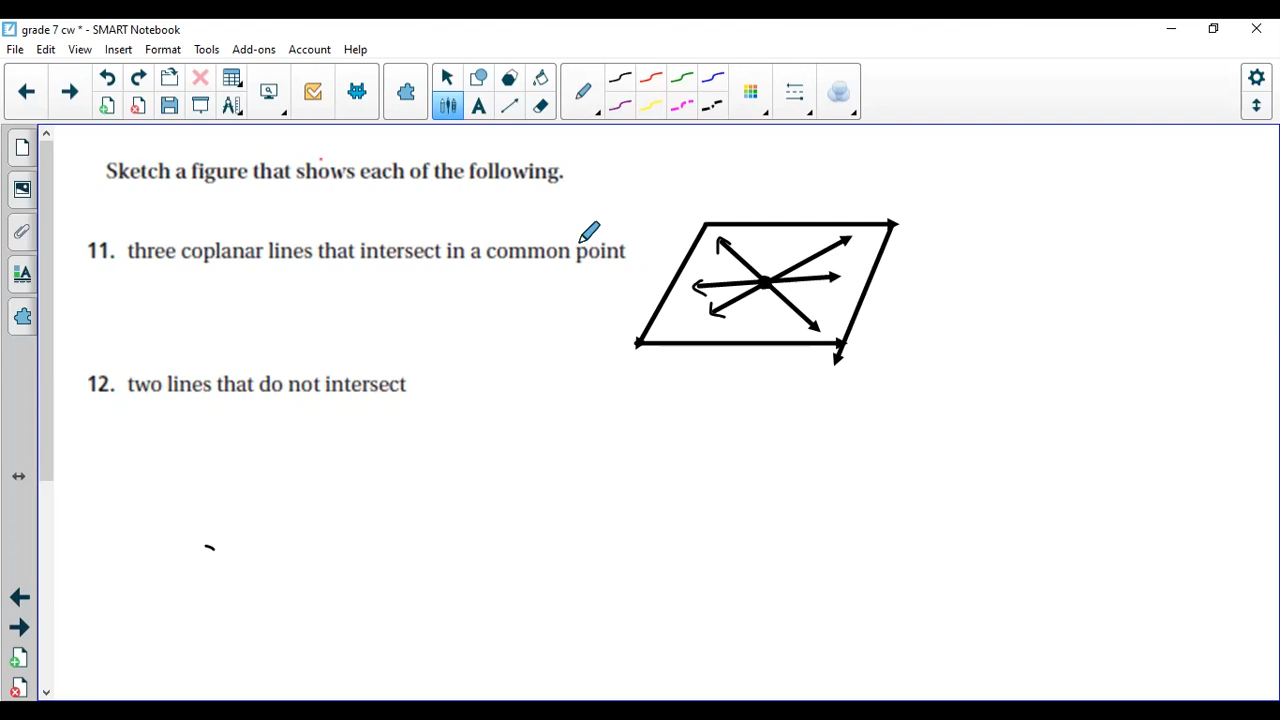 grade 7 cw * - SMART Notebook
File Edit View Insert Format Tools Add-ons Account Help
Sketch a figure that shows each of the following.
11. three coplanar lines that intersect in a common point
12. two lines that do not intersect